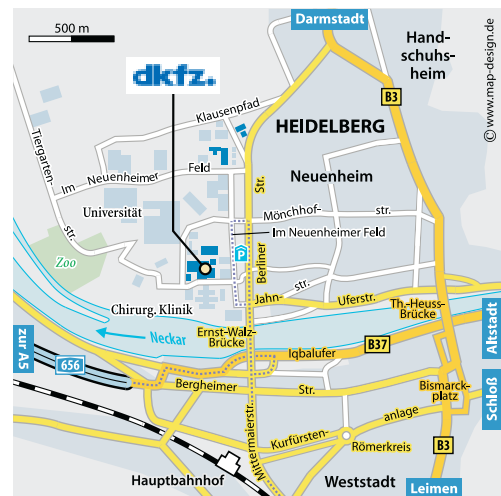 500 m
Darmstadt
© www.map-design.de
Hand-
schuhs-
heim
dkfz.
B3
Klausenpfad
HEIDELBERG
Tiergarten-
str.
Im Neuenheimer Feld
Berliner Str.
Neuenheim
Universität
Mönchhof- str.
Im Neuenheimer Feld
P
Zoo
Jahn- str.
Uferstr.
Chirurg. Klinik
Th.-Heuss-
Brücke
Altstadt
Neckar
Ernst-Walz-
Brücke
Iqbalufer
B37
zur A5
656
Bergheimer Str.
Bismarck-
platz
Schloß
Mittermaierstr.
Kurfürsten- anlage
Römerkreis
B3
Hauptbahnhof
Weststadt
Leimen